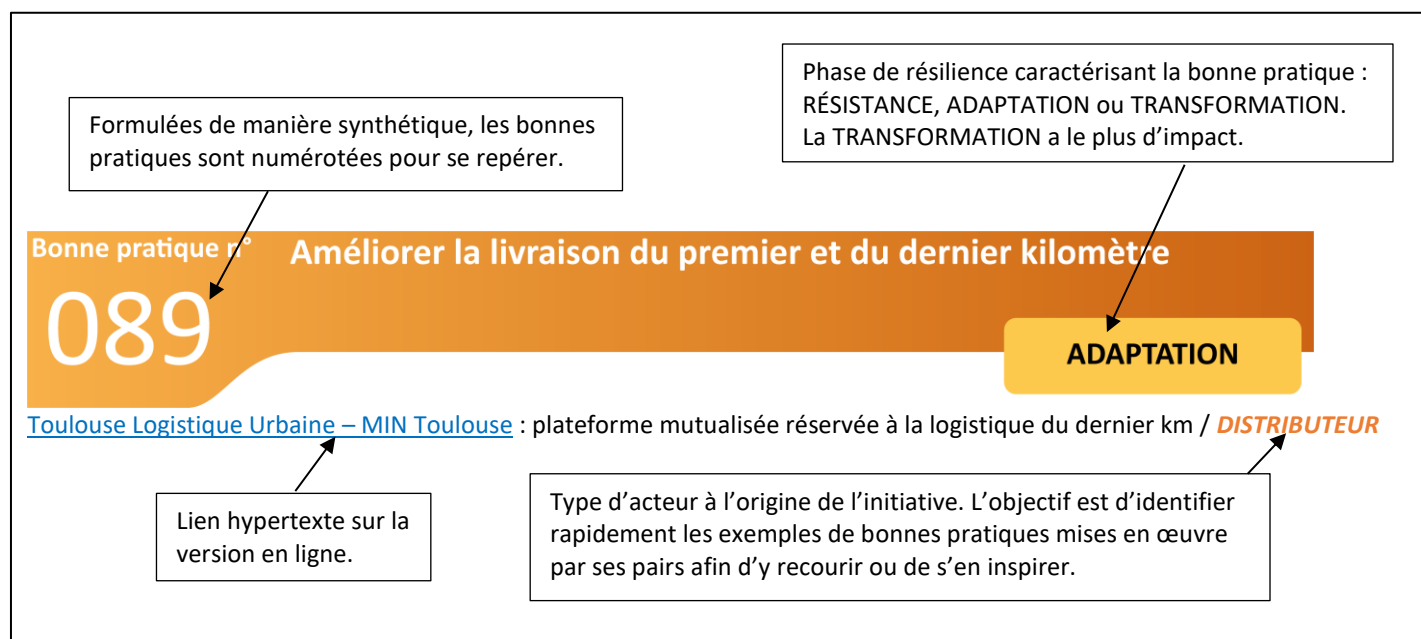 Phase de résilience caractérisant la bonne pratique :
RÉSISTANCE, ADAPTATION ou TRANSFORMATION.
La TRANSFORMATION a le plus d’impact.
Formulées de manière synthétique, les bonnes
pratiques sont numérotées pour se repérer.
Bonne pratique n°
Améliorer la livraison du premier et du dernier kilomètre
089
ADAPTATION
Toulouse Logistique Urbaine – MIN Toulouse : plateforme mutualisée réservée à la logistique du dernier km / DISTRIBUTEUR
Lien hypertexte sur la
version en ligne.
Type d’acteur à l’origine de l’initiative. L’objectif est d’identifier
rapidement les exemples de bonnes pratiques mises en œuvre
par ses pairs afin d’y recourir ou de s’en inspirer.